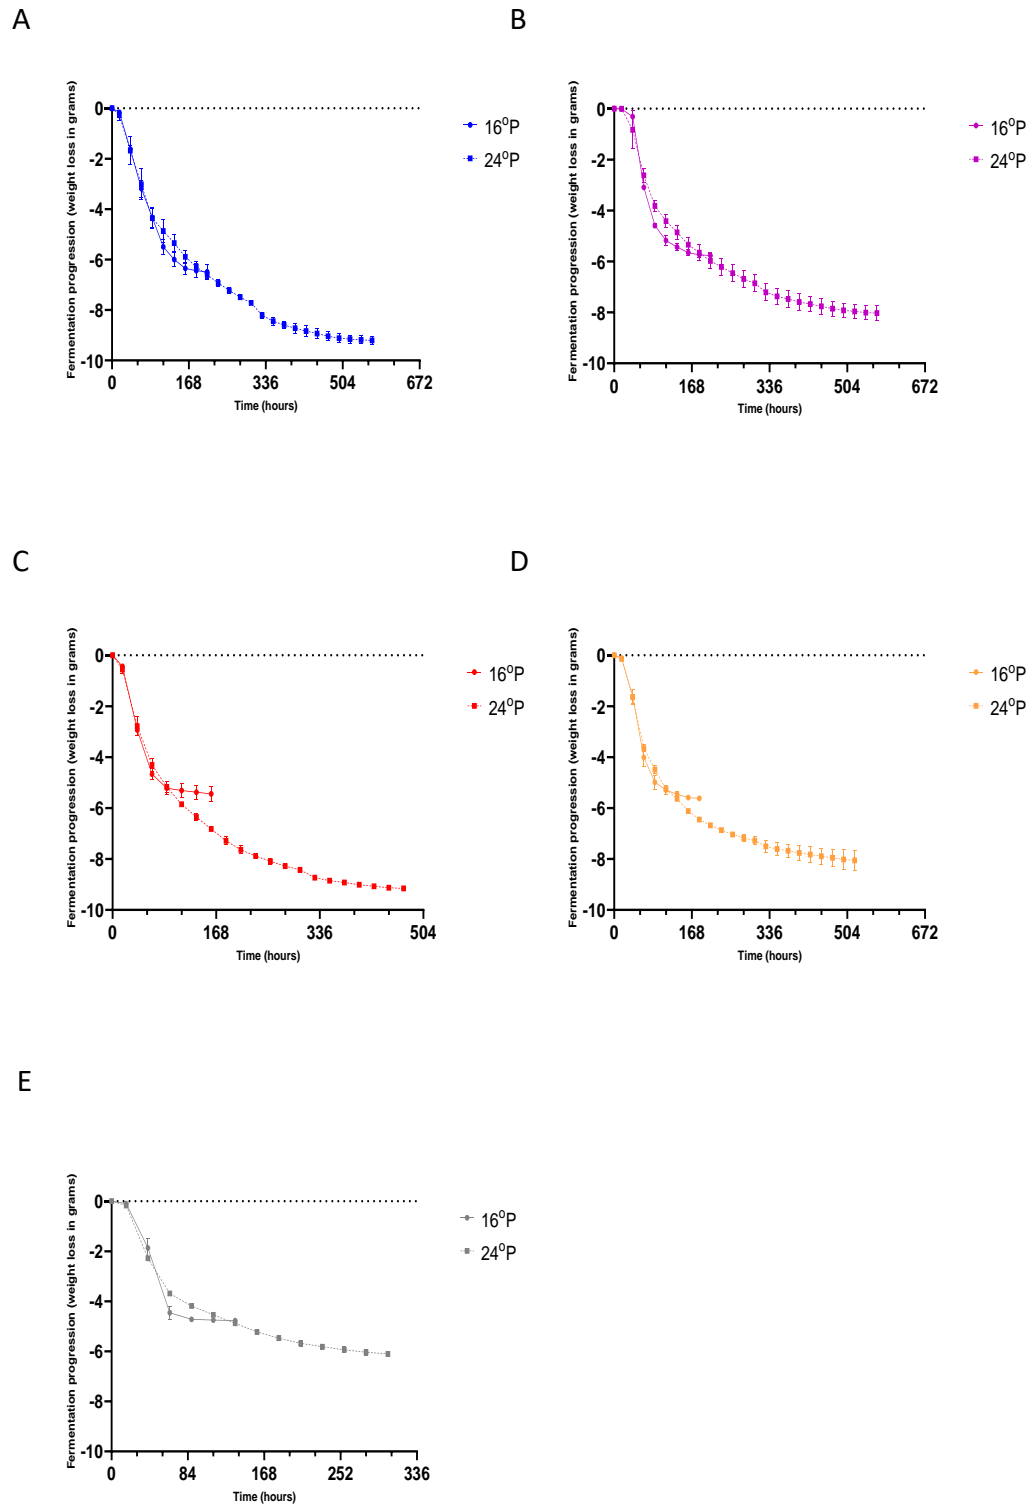 A
Fermentation progression (weight loss in grams)
0
-2
-4
-6
-8
-10
0 168 336 504 672
Time (hours)
16°P
24°P
B
Fermentation progression (weight loss in grams)
0
-2
-4
-6
-8
-10
0 168 336 504 672
Time (hours)
16°P
24°P
C
Fermentation progression (weight loss in grams)
0
-2
-4
-6
-8
-10
0 168 336 504
Time (hours)
16°P
24°P
D
Fermentation progression (weight loss in grams)
0
-2
-4
-6
-8
-10
0 168 336 504 672
Time (hours)
16°P
24°P
E
Fermentation progression (weight loss in grams)
0
-2
-4
-6
-8
-10
0 84 168 252 336
Time (hours)
16°P
24°P